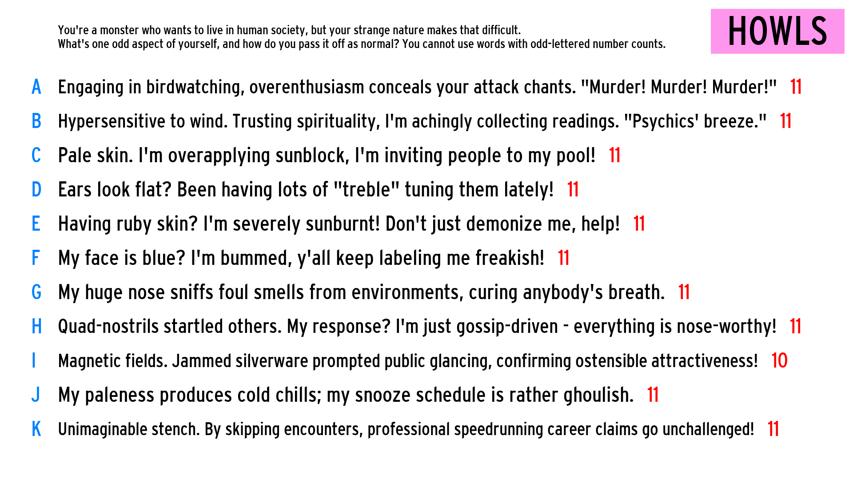 You're a monster who wants to live in human society, but your strange nature makes that difficult.
What's one odd aspect of yourself, and how do you pass it off as normal? You cannot use words with odd-lettered number counts.
HOWLS
A Engaging in birdwatching, overenthusiasm conceals your attack chants. "Murder! Murder! Murder!" 11
B Hypersensitive to wind. Trusting spirituality, I'm achingly collecting readings. "Psychics' breeze." 11
C Pale skin. I'm overapplying sunblock, I'm inviting people to my pool! 11
D Ears look flat? Been having lots of "treble" tuning them lately! 11
E Having ruby skin? I'm severely sunburnt! Don't just demonize me, help! 11
F My face is blue? I'm bummed, y'all keep labeling me freakish! 11
G My huge nose sniffs foul smells from environments, curing anybody's breath. 11
H Quad-nostrils startled others. My response? I'm just gossip-driven - everything is nose-worthy! 11
I Magnetic fields. Jammed silverware prompted public glancing, confirming ostensible attractiveness! 10
J My paleness produces cold chills; my snooze schedule is rather ghoulish. 11
K Unimaginable stench. By skipping encounters, professional speedrunning career claims go unchallenged! 11